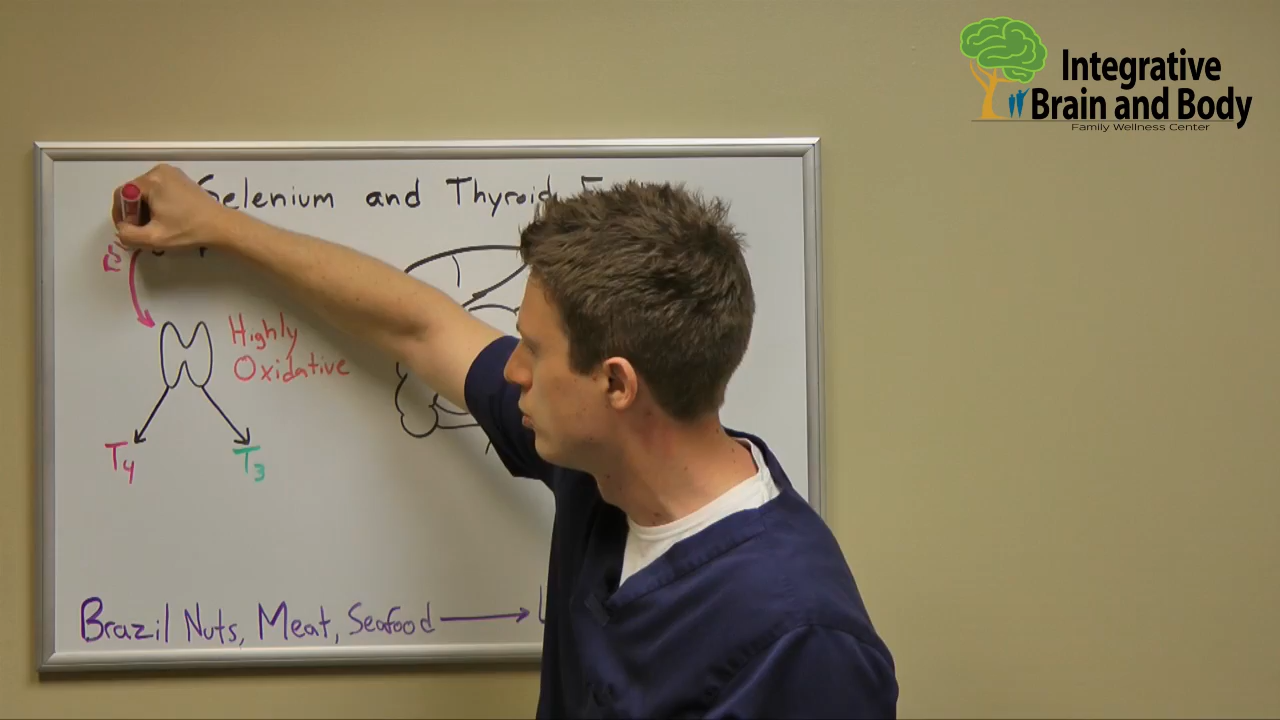 Integrative
Brain and Body
Family Wellness Center
Selenium and Thyroid
Highly
Oxidative
T4
T3
Brazil Nuts, Meat, Seafood